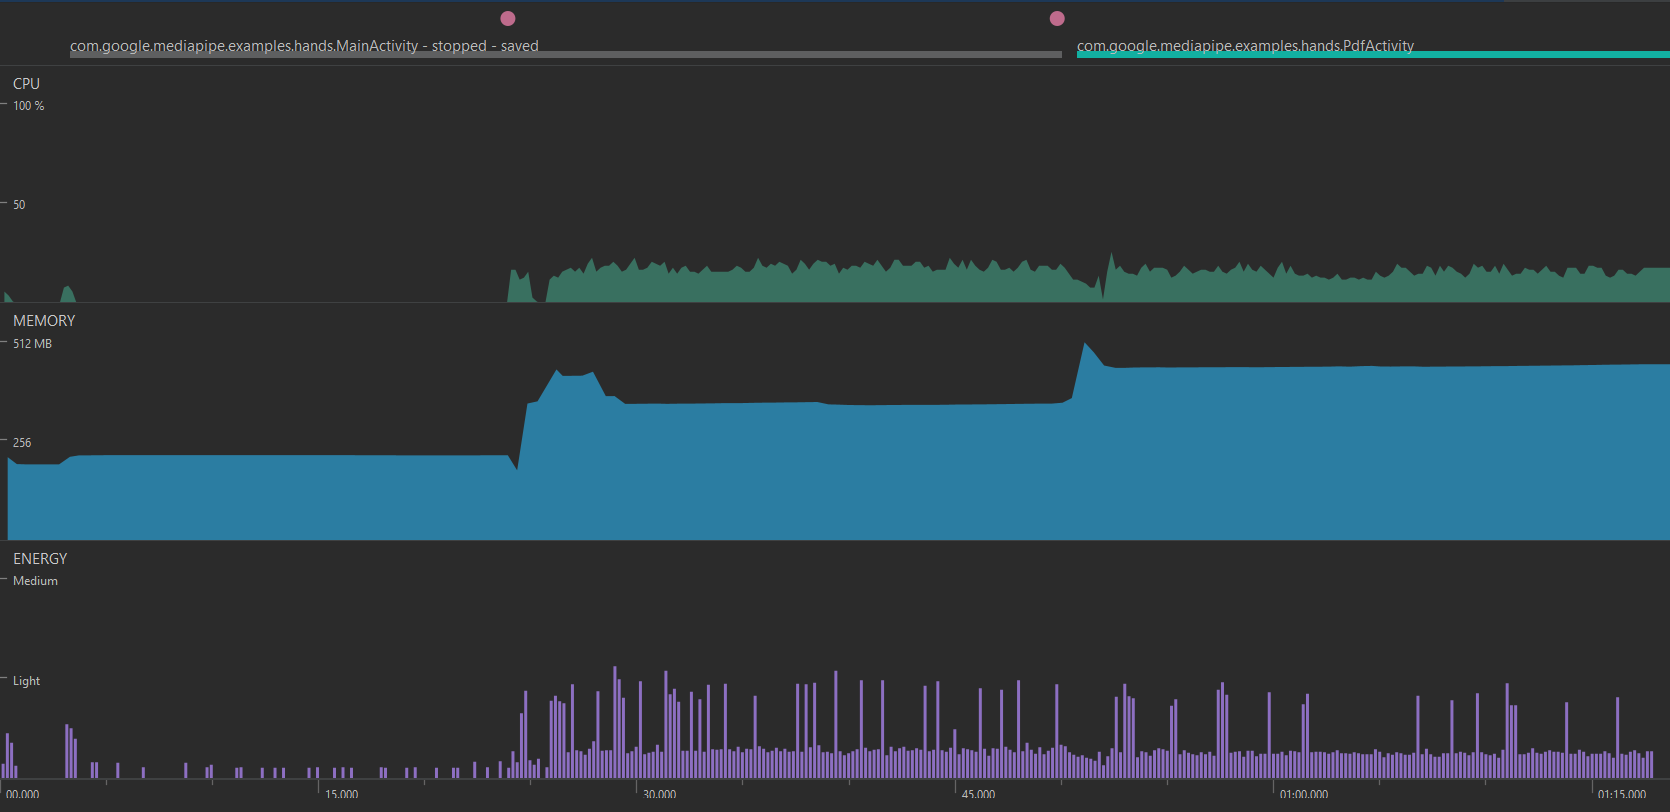 com.google.mediapipe.examples.hands.MainActivity - stopped - saved
com.google.mediapipe.examples.hands.PdfActivity
CPU
100 %
50
MEMORY
512 MB
256
ENERGY
Medium
Light
00.000
15.000
30.000
45.000
01:00.000
01:15.000